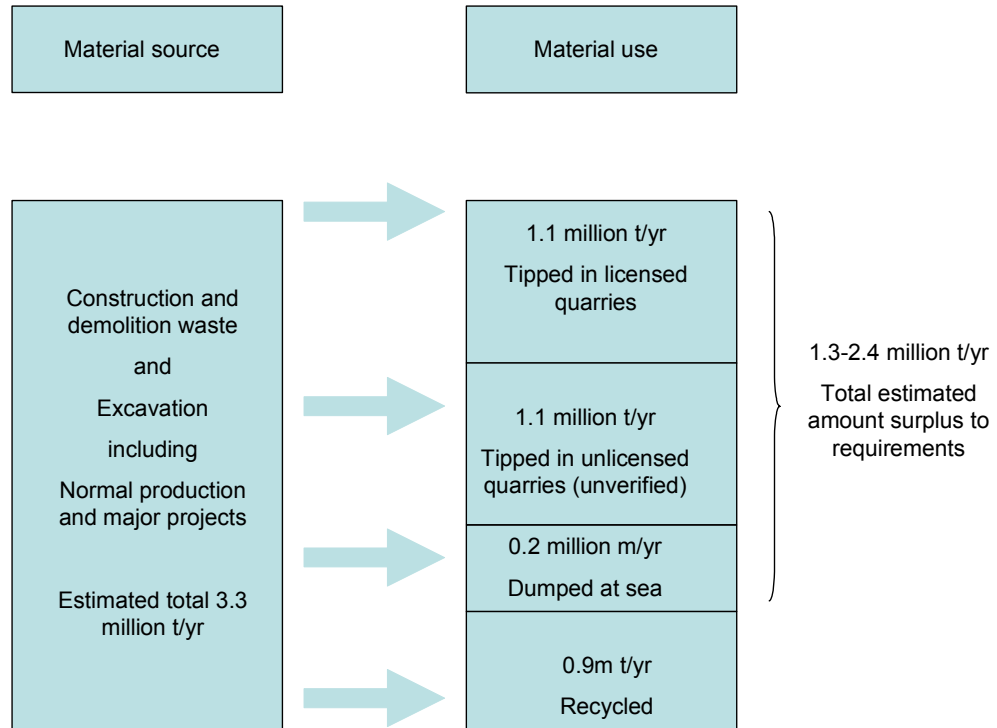 Material source
Material use
Construction and
demolition waste
and
Excavation
including
Normal production
and major projects
Estimated total 3.3
million t/yr
1.1 million t/yr
Tipped in licensed
quarries
1.1 million t/yr
Tipped in unlicensed
quarries (unverified)
0.2 million m/yr
Dumped at sea
0.9m t/yr
Recycled
1.3-2.4 million t/yr
Total estimated
amount surplus to
requirements